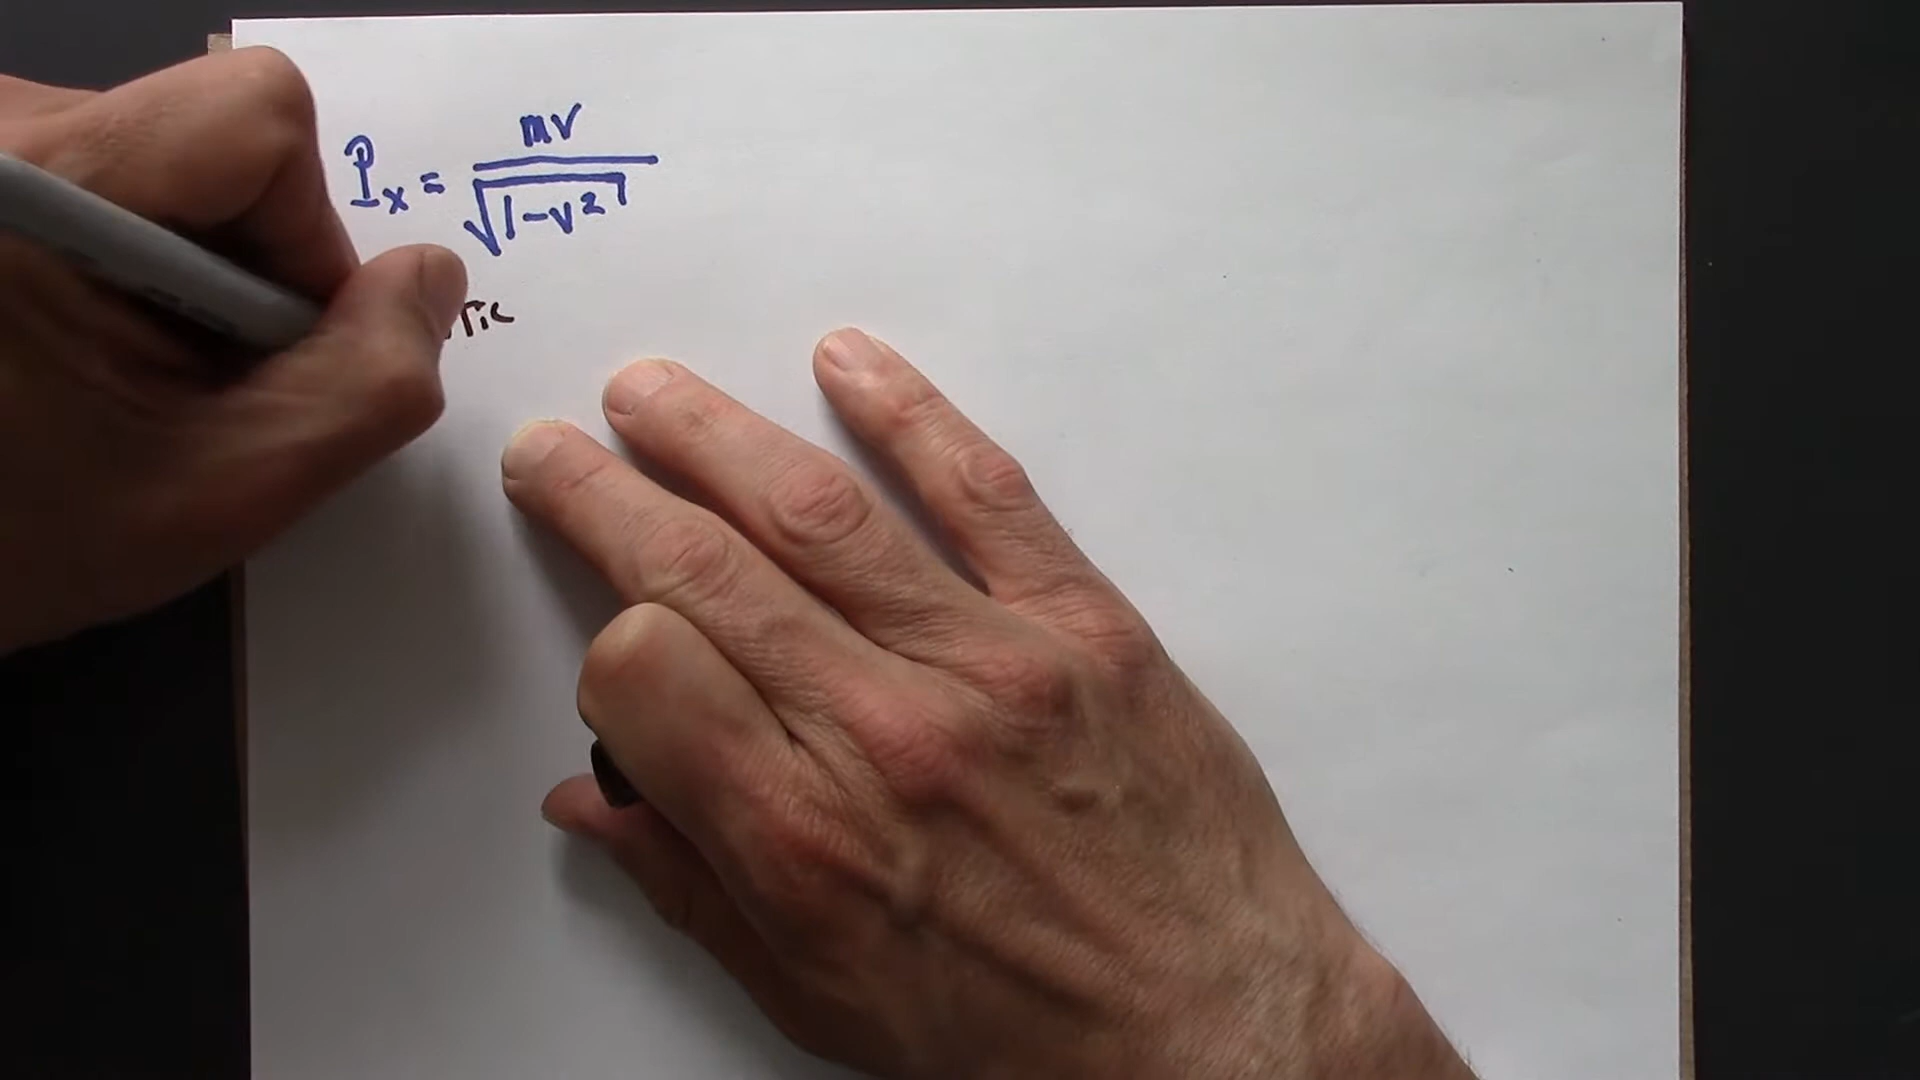 Pₓ = mv / √(1-v²)